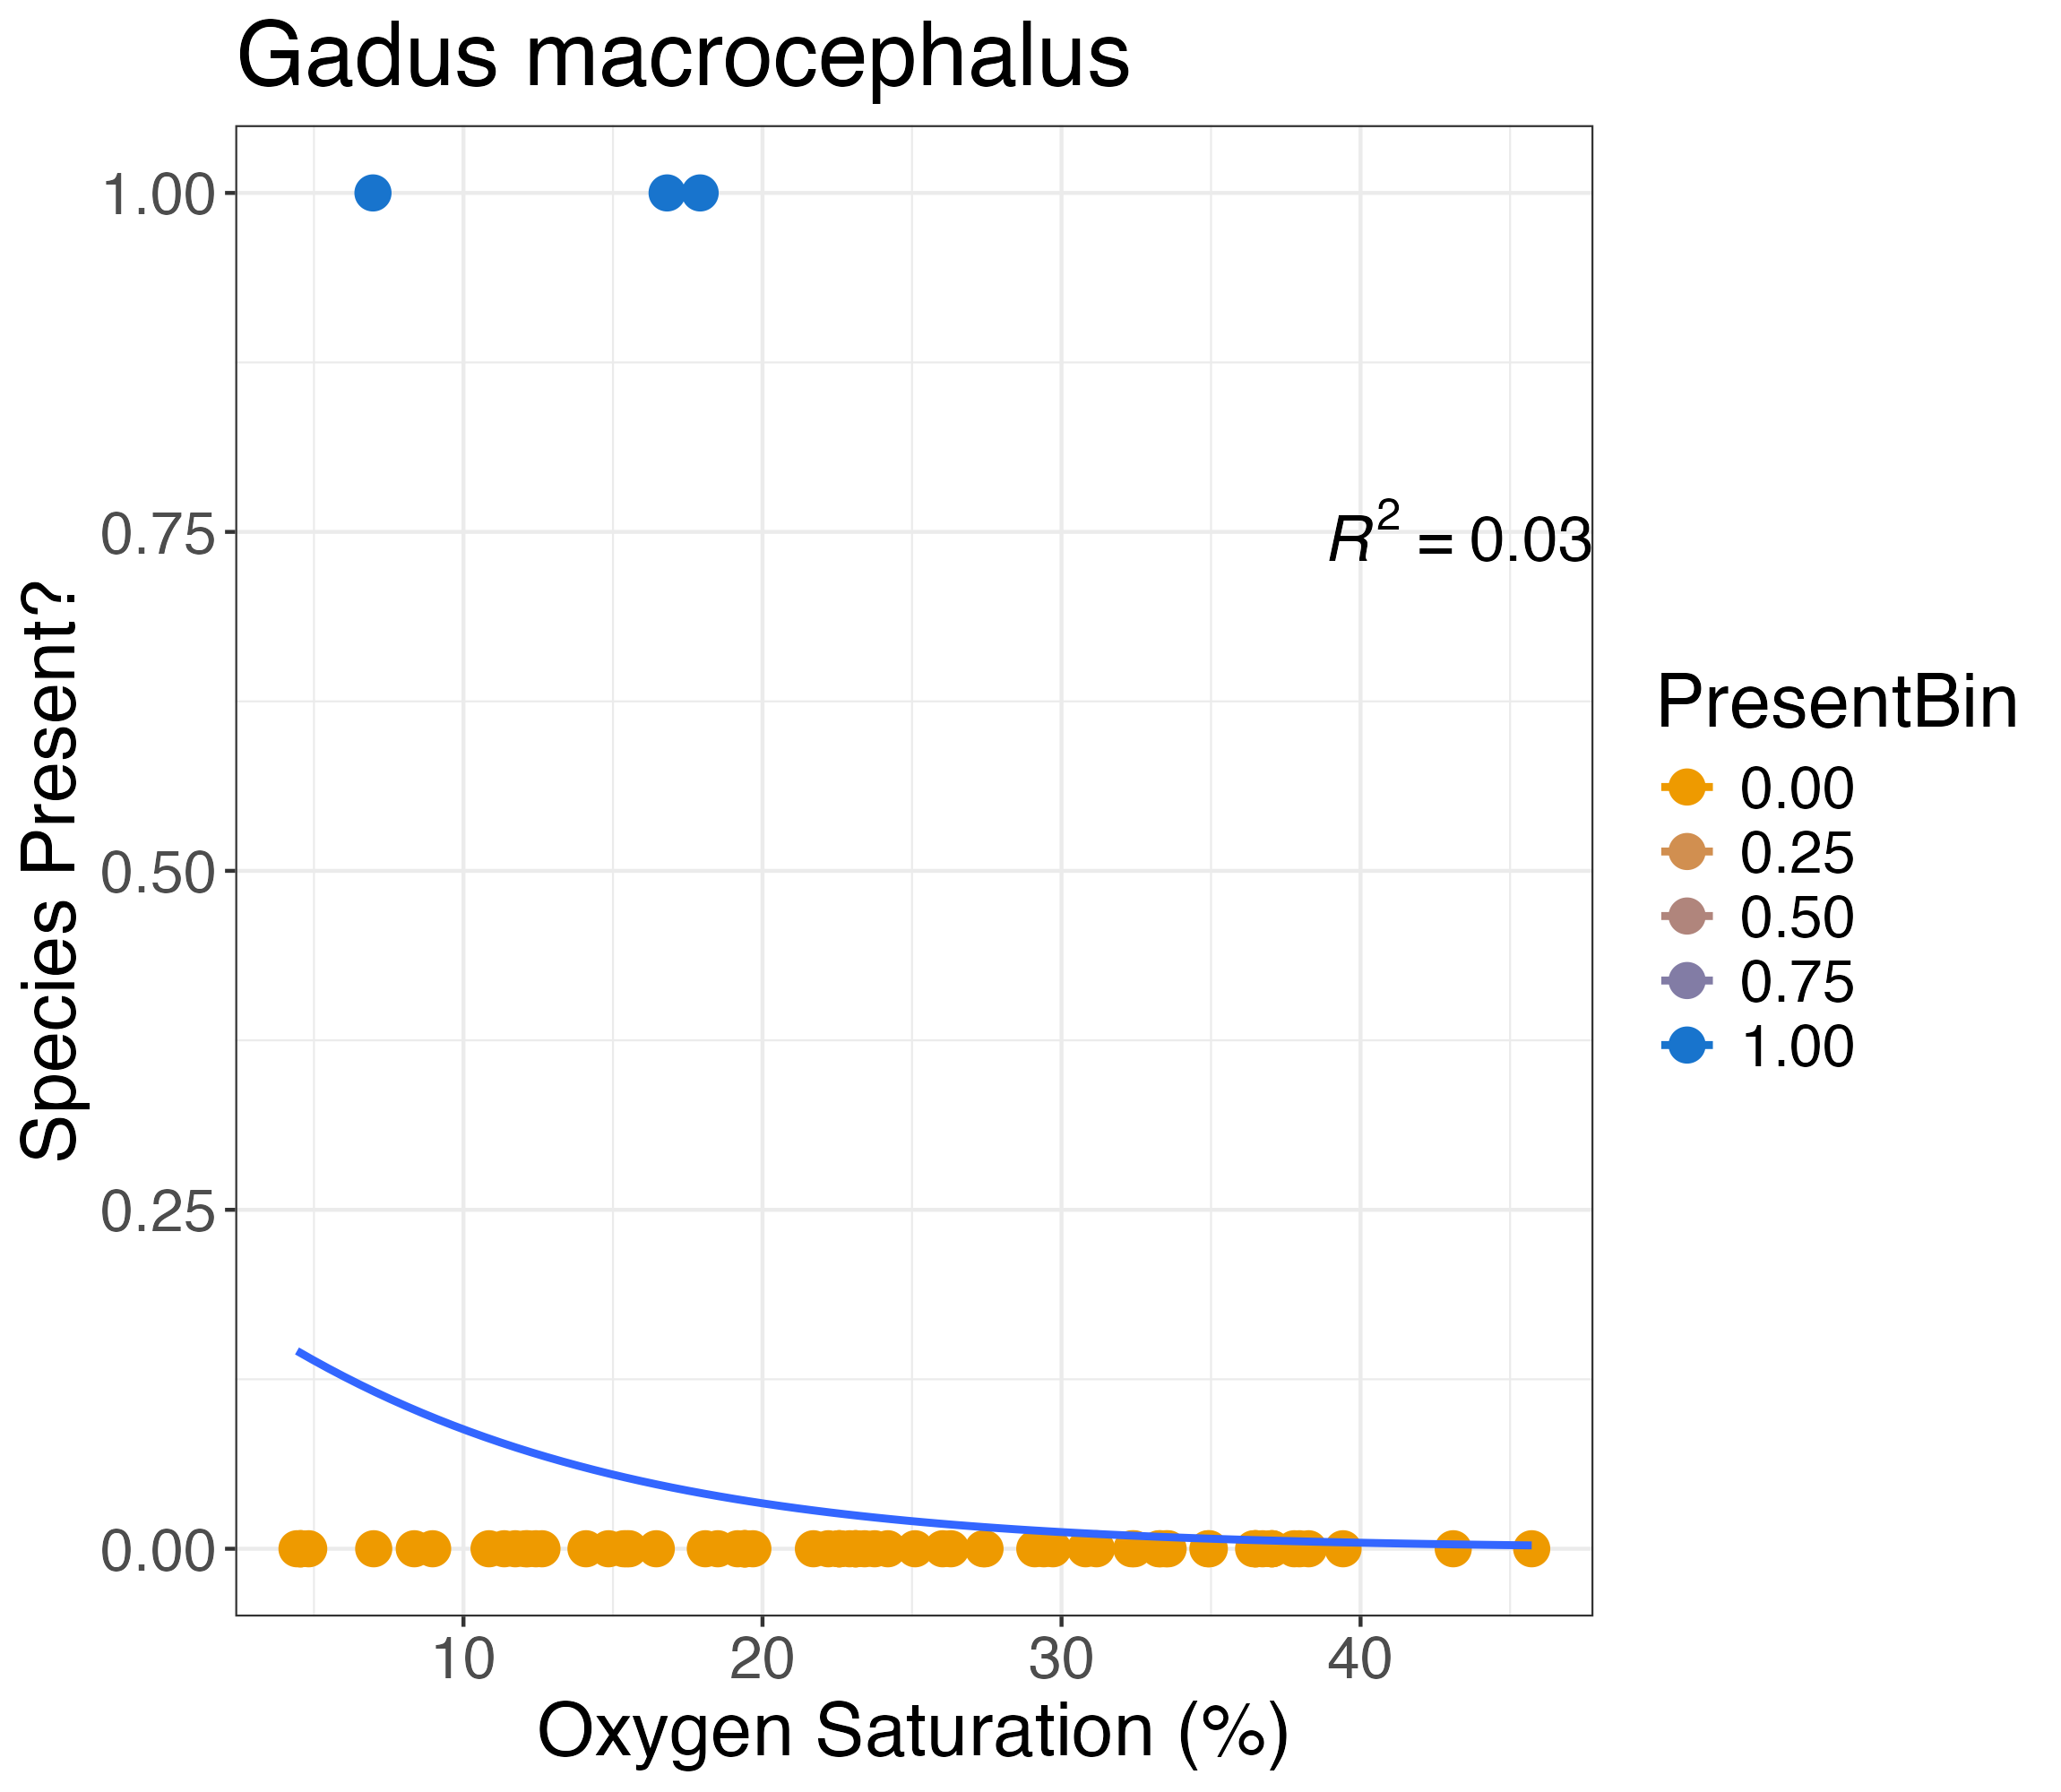 Gadus macrocephalus
1.00
0.75
0.50
0.25
0.00
Species Present?
R² = 0.03
10 20 30 40
Oxygen Saturation (%)
PresentBin
0.00
0.25
0.50
0.75
1.00